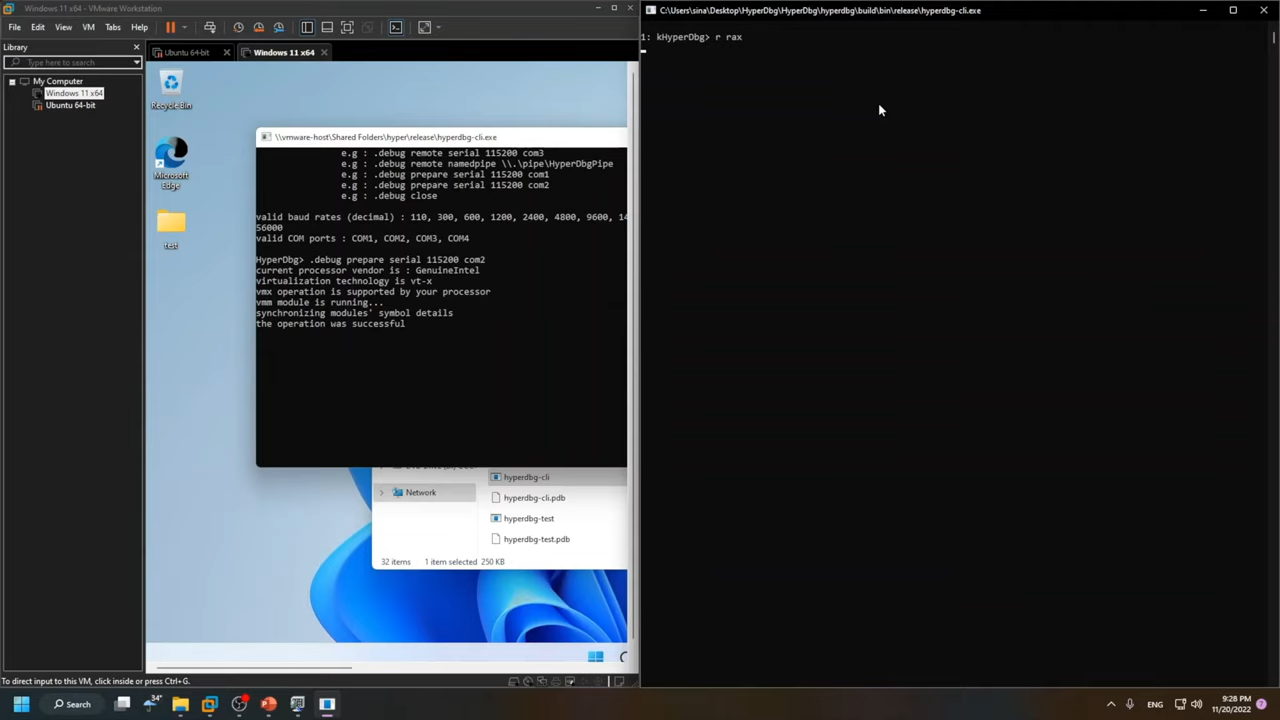 Windows 11 x64 - VMware Workstation
File Edit View VM Tabs Help
Library
Type here to search
My Computer
Windows 11 x64
Ubuntu 64-bit
Ubuntu 64-bit
Windows 11 x64
Recycle Bin
Microsoft
Edge
test
\\vmware-host\Shared Folders\hyper\release\hyperdbg-cli.exe
e.g : .debug remote serial 115200 com3
e.g : .debug remote namedpipe \\.\pipe\HyperDbgPipe
e.g : .debug prepare serial 115200 com1
e.g : .debug prepare serial 115200 com2
e.g : .debug close
valid baud rates (decimal) : 110, 300, 600, 1200, 2400, 4800, 9600, 14
56000
valid COM ports : COM1, COM2, COM3, COM4
HyperDbg> .debug prepare serial 115200 com2
current processor vendor is : GenuineIntel
virtualization technology is vt-x
vmx operation is supported by your processor
vmm module is running...
synchronizing modules' symbol details
the operation was successful
Network
hyperdbg-cli
hyperdbg-cli.pdb
hyperdbg-test
hyperdbg-test.pdb
32 items 1 item selected 250 KB
To direct input to this VM, click inside or press Ctrl+G.
C:\Users\sina\Desktop\HyperDbg\HyperDbg\hyperdbg\build\bin\release\hyperdbg-cli.exe
1: kHyperDbg> r rax
34°
Search
ENG
9:28 PM
11/20/2022
7